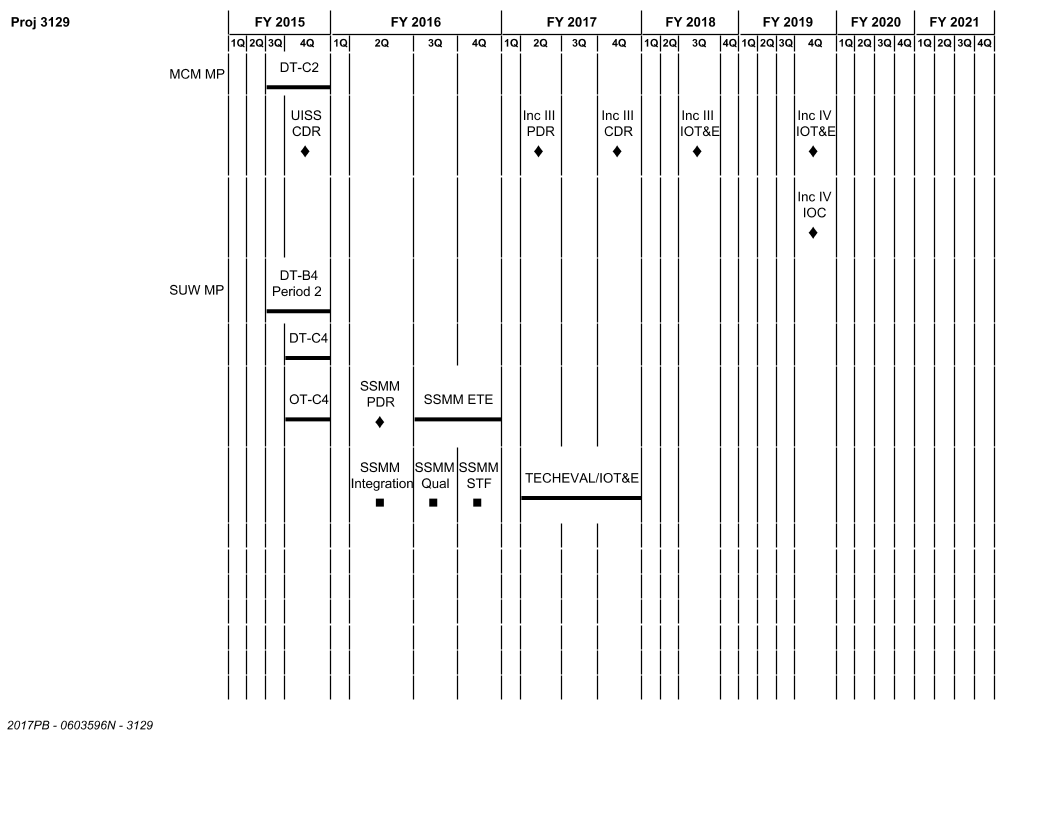 Proj 3129
FY 2015 FY 2016 FY 2017 FY 2018 FY 2019 FY 2020 FY 2021
1Q 2Q 3Q 4Q 1Q 2Q 3Q 4Q 1Q 2Q 3Q 4Q 1Q 2Q 3Q 4Q 1Q 2Q 3Q 4Q 1Q 2Q 3Q 4Q 1Q 2Q 3Q 4Q
MCM MP
DT-C2
UISS
CDR
Inc III
PDR
Inc III
CDR
Inc III
IOT&E
Inc IV
IOT&E
Inc IV
IOC
SUW MP
DT-B4
Period 2
DT-C4
OT-C4
SSMM
PDR
SSMM ETE
SSMM
Integration
SSMM
Qual
SSMM
STF
TECHEVAL/IOT&E
2017PB - 0603596N - 3129